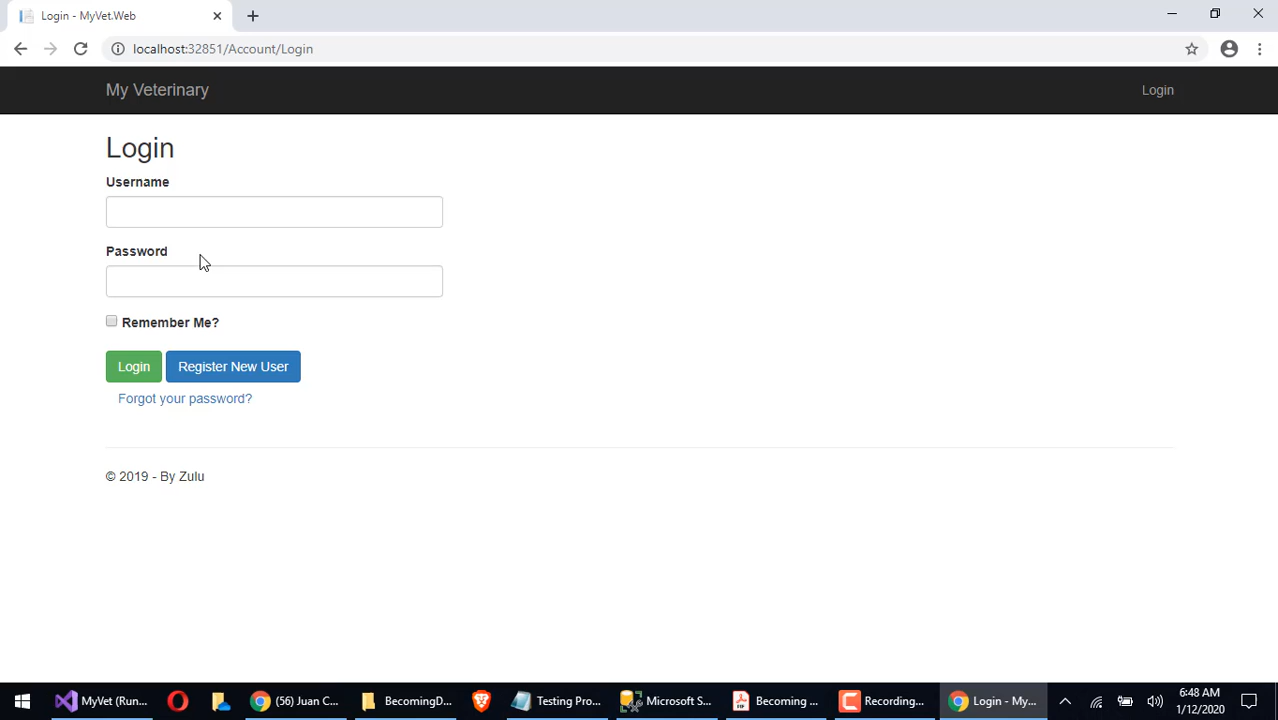 Login - MyVet.Web
localhost:32851/Account/Login
My Veterinary
Login
Login
Username
Password
Remember Me?
Login
Register New User
Forgot your password?
© 2019 - By Zulu
MyVet (Run...
(56) Juan C...
BecomingD...
Testing Pro...
Microsoft S...
Becoming ...
Recording...
Login - My...
6:48 AM
1/12/2020